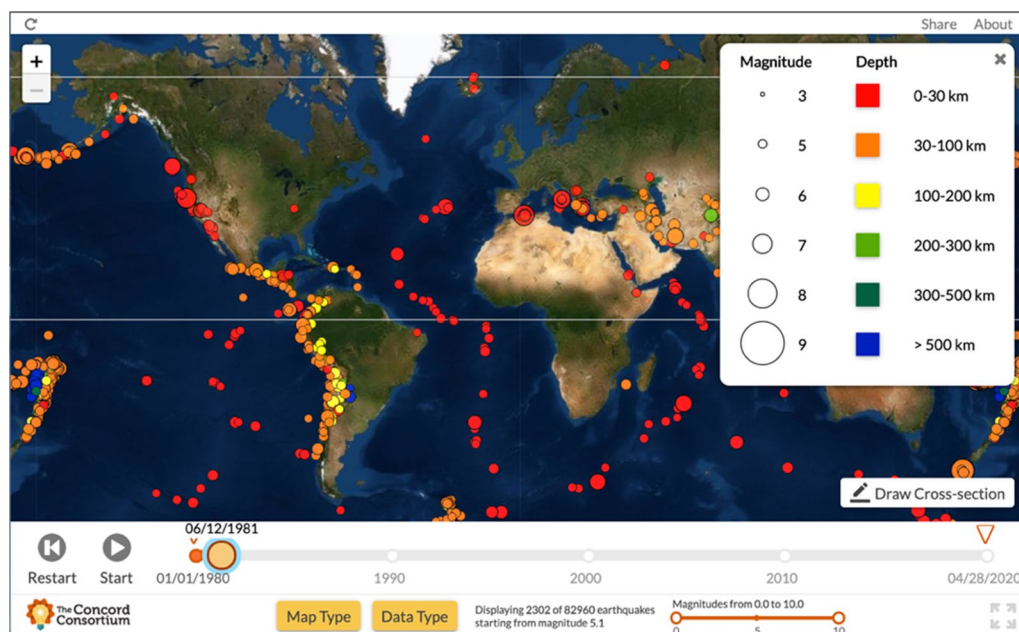 Share About
+
−
Magnitude Depth
3 0-30 km
5 30-100 km
6 100-200 km
7 200-300 km
8 300-500 km
9 > 500 km
Draw Cross-section
06/12/1981
Restart Start 01/01/1980 1990 2000 2010 04/28/2020
The Concord
Consortium
Map Type Data Type
Displaying 2302 of 82960 earthquakes
starting from magnitude 5.1
Magnitudes from 0.0 to 10.0
0 5 10